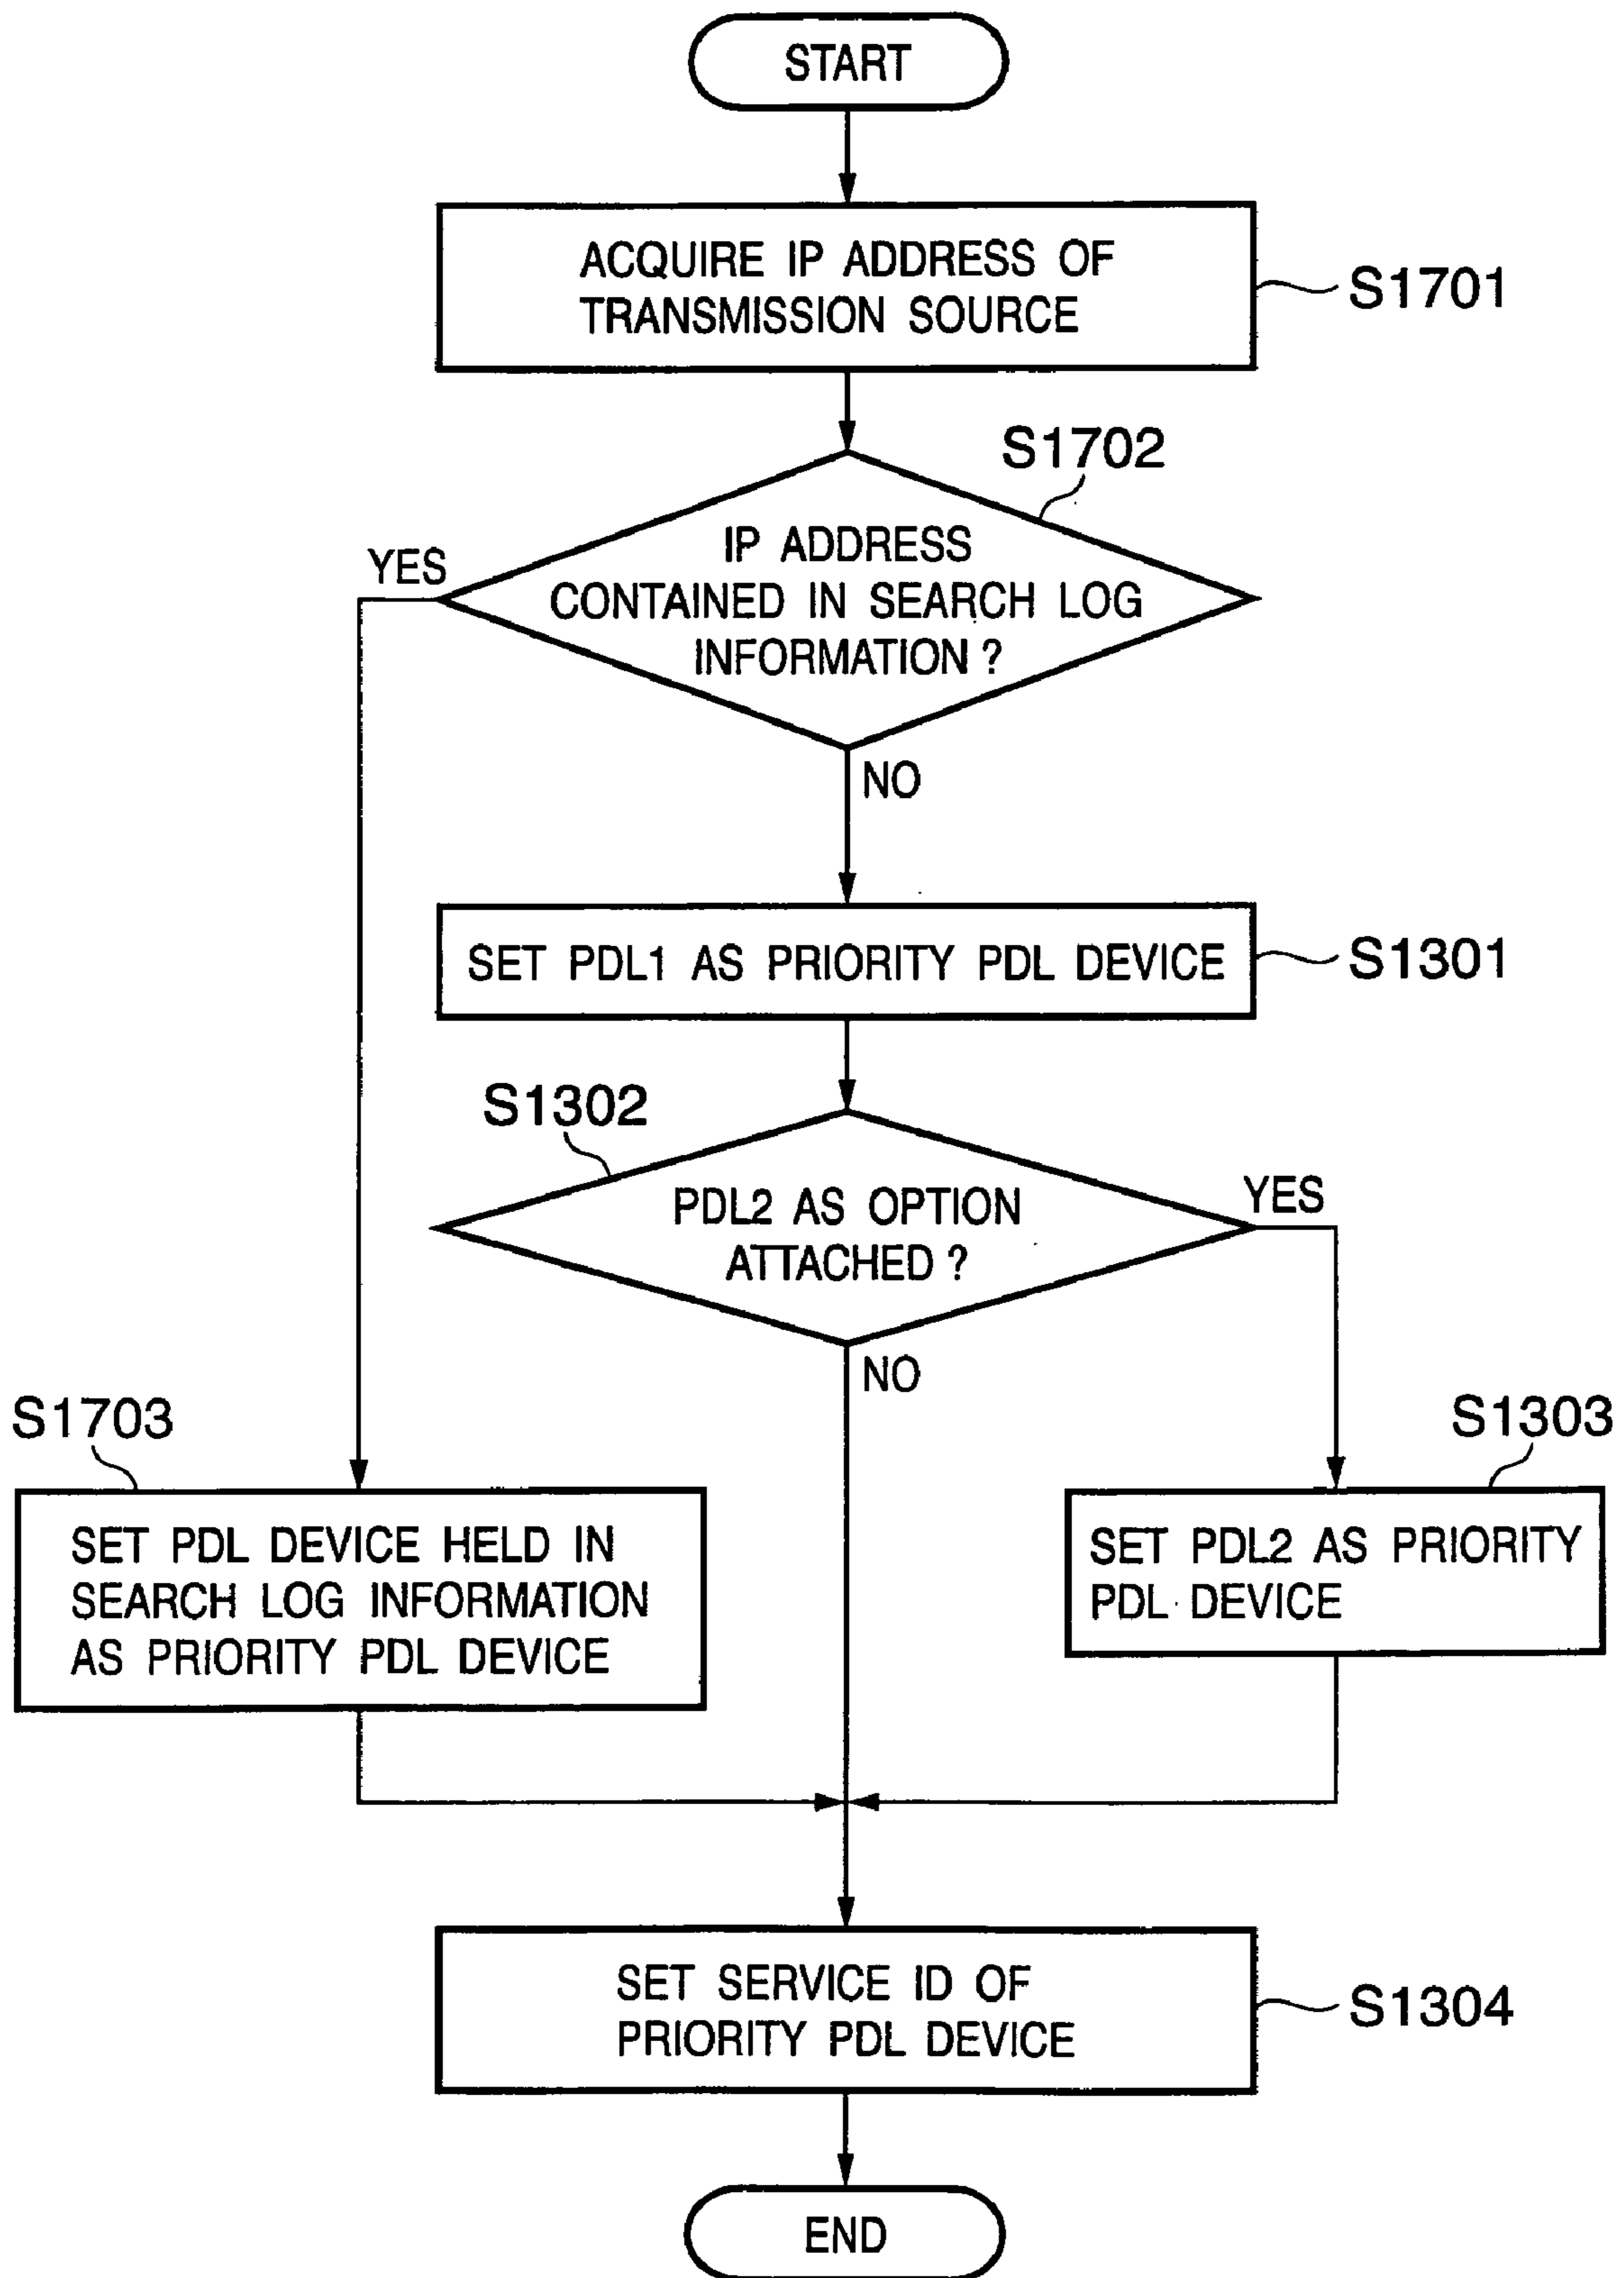 START
ACQUIRE IP ADDRESS OF
TRANSMISSION SOURCE
S1701
S1702
IP ADDRESS
CONTAINED IN SEARCH LOG
INFORMATION ?
YES
NO
SET PDL1 AS PRIORITY PDL DEVICE
S1301
S1302
PDL2 AS OPTION
ATTACHED ?
YES
NO
S1703
SET PDL DEVICE HELD IN
SEARCH LOG INFORMATION
AS PRIORITY PDL DEVICE
S1303
SET PDL2 AS PRIORITY
PDL DEVICE
SET SERVICE ID OF
PRIORITY PDL DEVICE
S1304
END